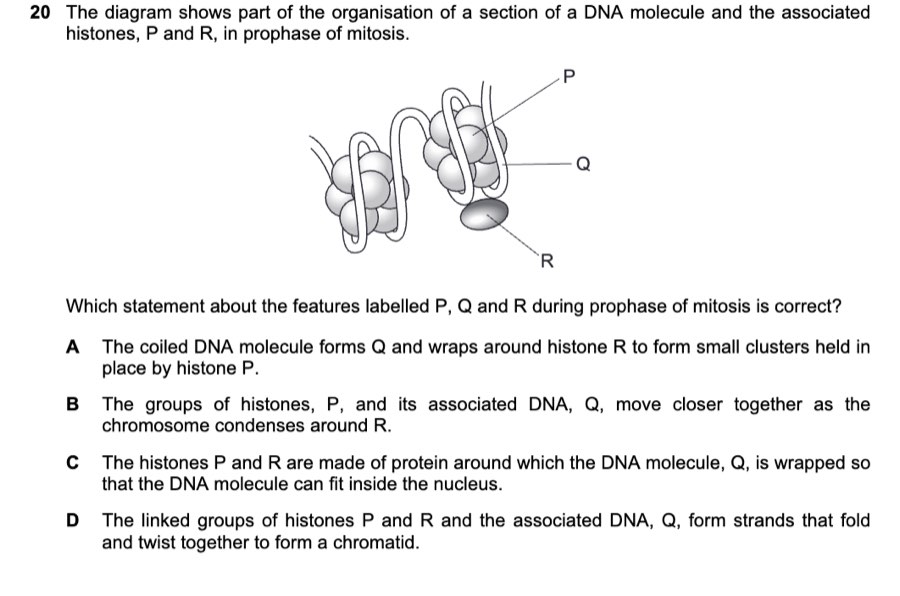 20 The diagram shows part of the organisation of a section of a DNA molecule and the associated
histones, P and R, in prophase of mitosis.
P
Q
R
Which statement about the features labelled P, Q and R during prophase of mitosis is correct?
A The coiled DNA molecule forms Q and wraps around histone R to form small clusters held in
place by histone P.
B The groups of histones, P, and its associated DNA, Q, move closer together as the
chromosome condenses around R.
C The histones P and R are made of protein around which the DNA molecule, Q, is wrapped so
that the DNA molecule can fit inside the nucleus.
D The linked groups of histones P and R and the associated DNA, Q, form strands that fold
and twist together to form a chromatid.